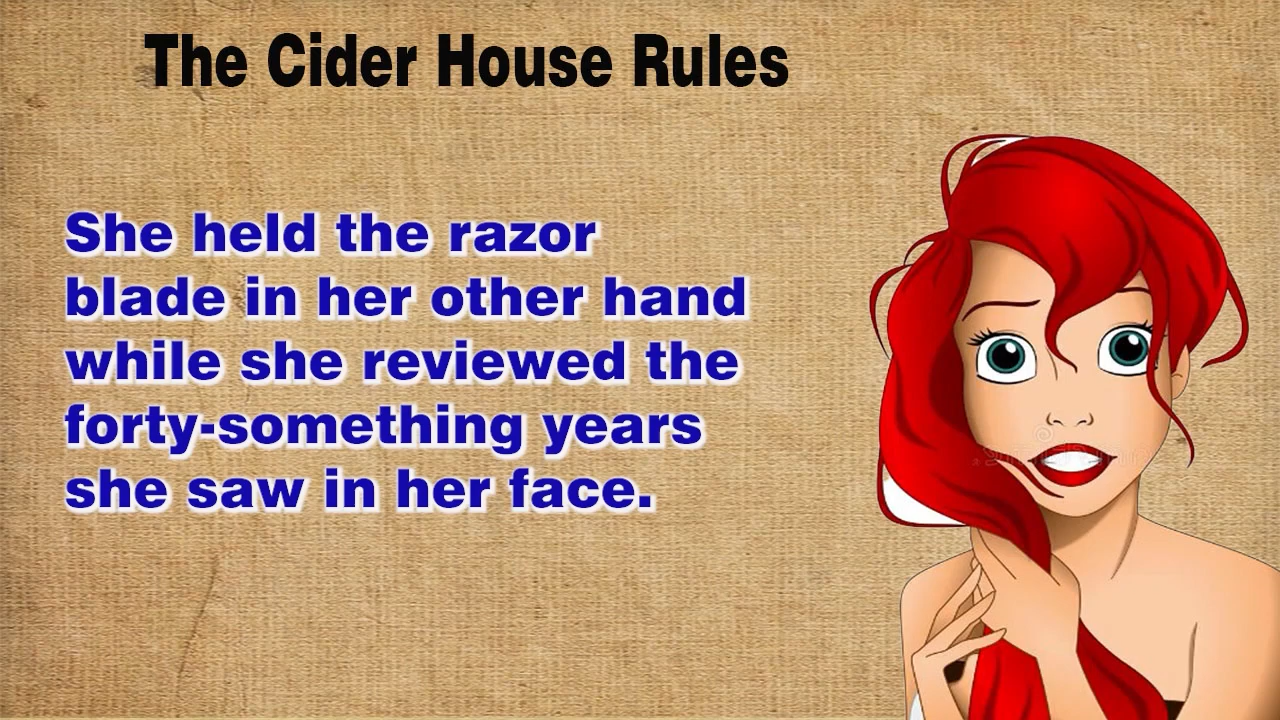 The Cider House Rules
She held the razor
blade in her other hand
while she reviewed the
forty-something years
she saw in her face.